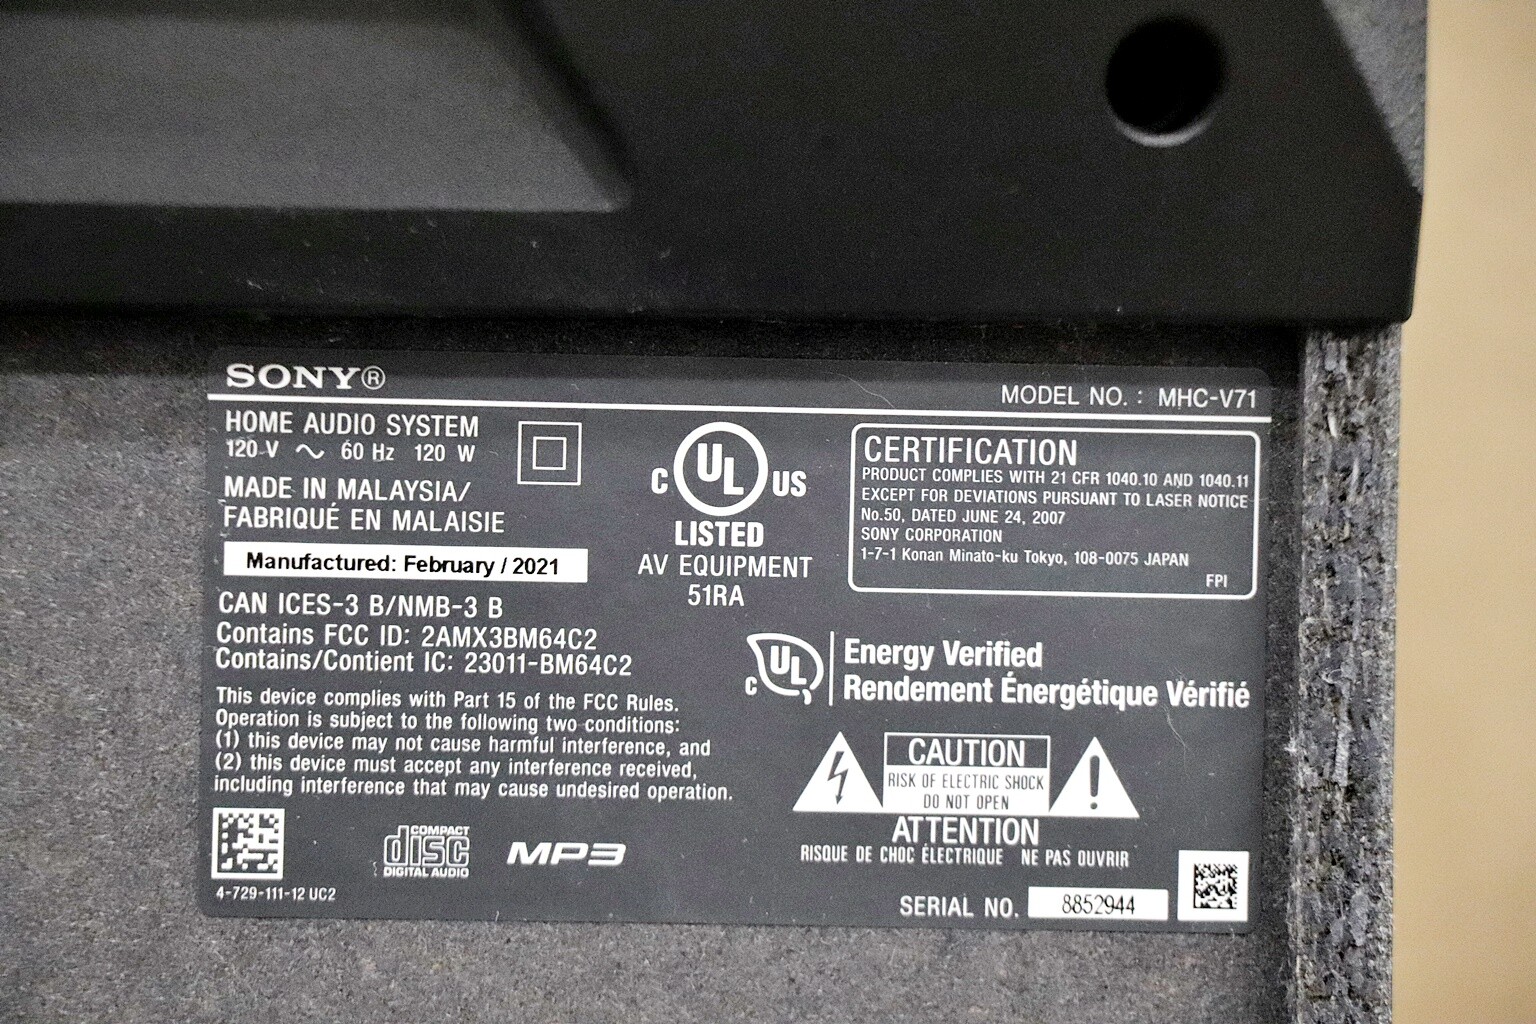 SONY®
MODEL NO. : MHC-V71
HOME AUDIO SYSTEM
120 V ~ 60 Hz 120 W
MADE IN MALAYSIA/
FABRIQUÉ EN MALAISIE
Manufactured: February / 2021
CAN ICES-3 B/NMB-3 B
Contains FCC ID: 2AMX3BM64C2
Contains/Contient IC: 23011-BM64C2
This device complies with Part 15 of the FCC Rules.
Operation is subject to the following two conditions:
(1) this device may not cause harmful interference, and
(2) this device must accept any interference received,
including interference that may cause undesired operation.
COMPACT
disc
DIGITAL AUDIO
MP3
4-729-111-12 UC2
C UL US
LISTED
AV EQUIPMENT
51RA
CERTIFICATION
PRODUCT COMPLIES WITH 21 CFR 1040.10 AND 1040.11
EXCEPT FOR DEVIATIONS PURSUANT TO LASER NOTICE
No.50, DATED JUNE 24, 2007
SONY CORPORATION
1-7-1 Konan Minato-ku Tokyo, 108-0075 JAPAN
FPI
C UL
Energy Verified
Rendement Énergétique Vérifié
CAUTION
RISK OF ELECTRIC SHOCK
DO NOT OPEN
ATTENTION
RISQUE DE CHOC ÉLECTRIQUE NE PAS OUVRIR
SERIAL NO. 8852944